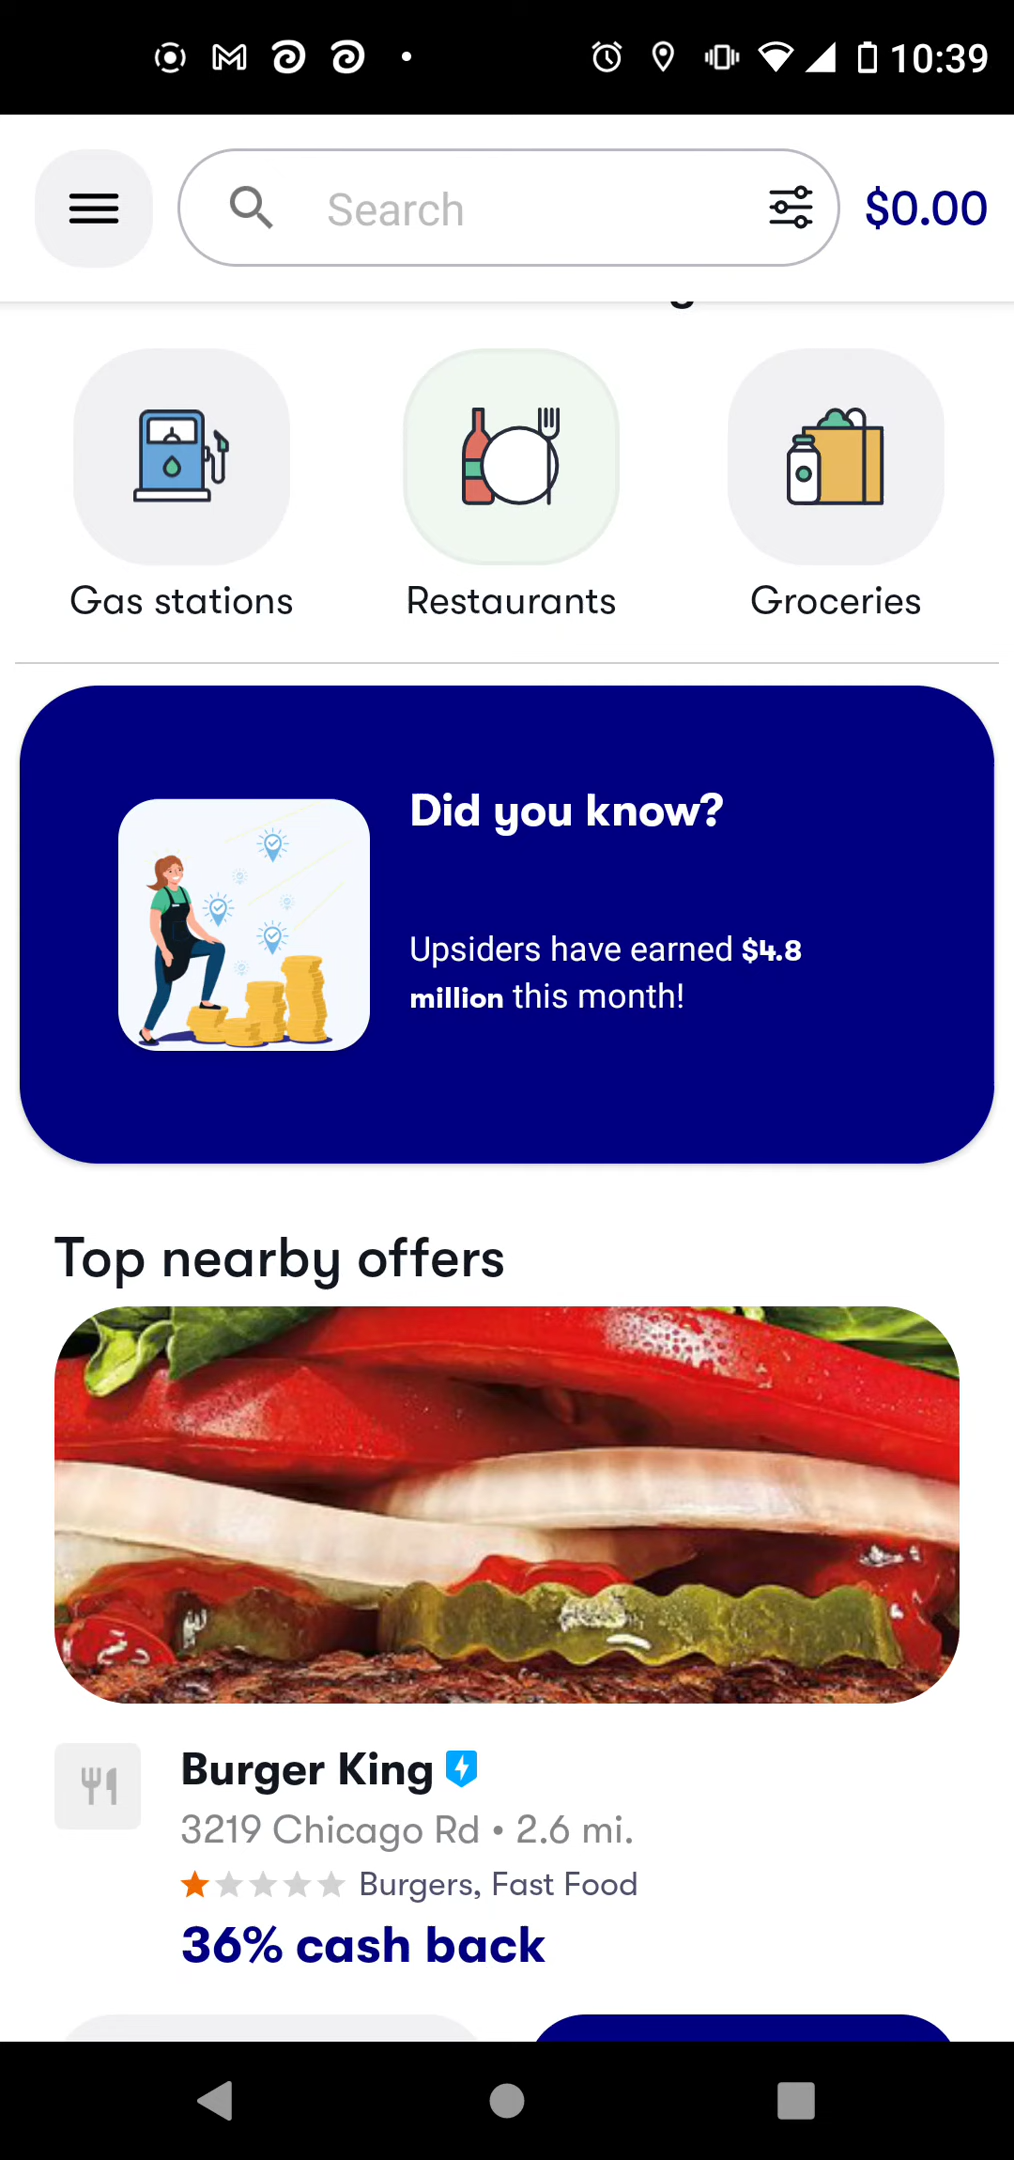 10:39
Search
$0.00
Gas stations
Restaurants
Groceries
Did you know?
Upsiders have earned $4.8
million this month!
Top nearby offers
Burger King
3219 Chicago Rd • 2.6 mi.
Burgers, Fast Food
36% cash back